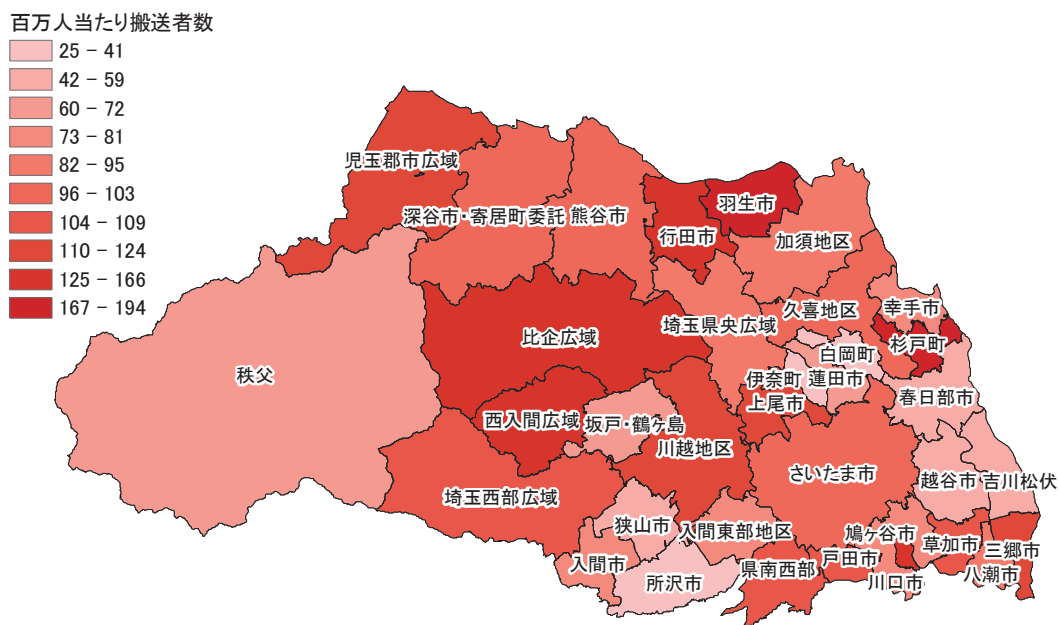 百万人当たり搬送者数
25 － 41
42 － 59
60 － 72
73 － 81
82 － 95
96 － 103
104 － 109
110 － 124
125 － 166
167 － 194
児玉郡市広域
深谷市・寄居町委託
熊谷市
羽生市
行田市
加須地区
幸手市
久喜地区
埼玉県央広域
杉戸町
比企広域
白岡町
秩父
伊奈町
蓮田市
春日部市
上尾市
西入間広域
坂戸・鶴ヶ島
川越地区
さいたま市
越谷市
吉川松伏
埼玉西部広域
狭山市
入間東部地区
鳩ヶ谷市
草加市
三郷市
戸田市
入間市
県南西部
八潮市
所沢市
川口市